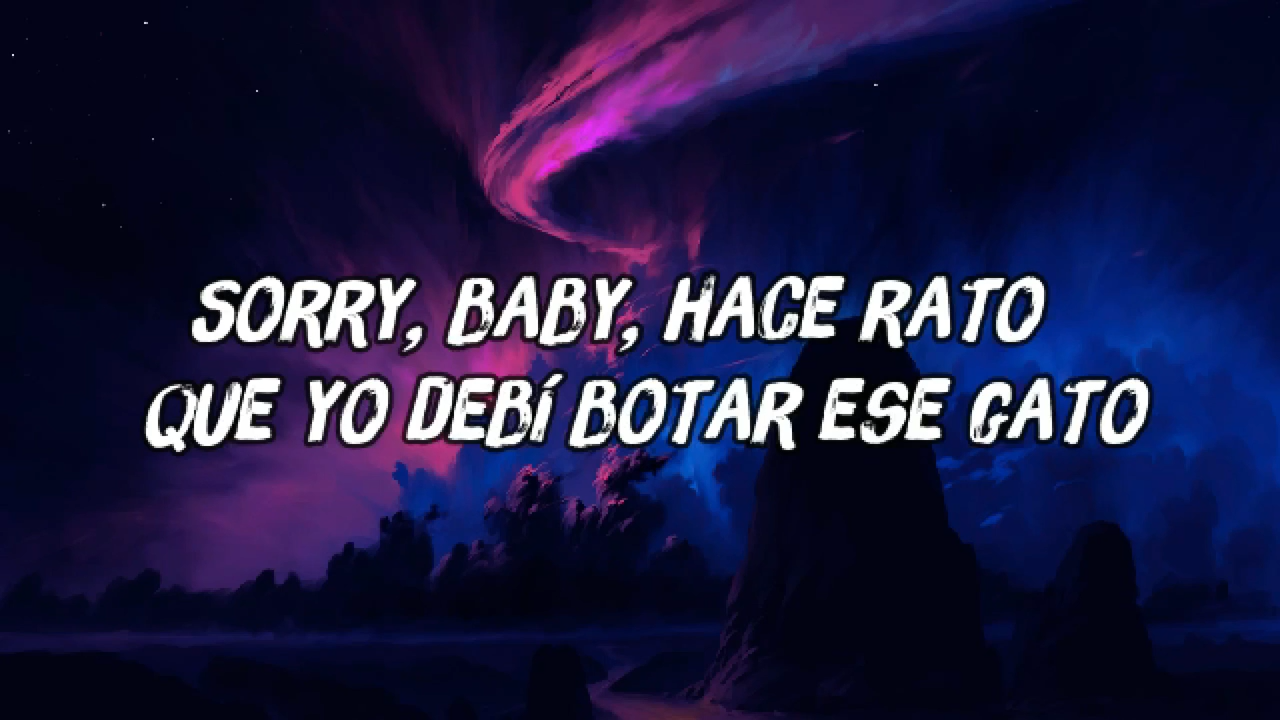 SORRY, BABY, HACE RATO
QUE YO DEBÍ BOTAR ESE GATO